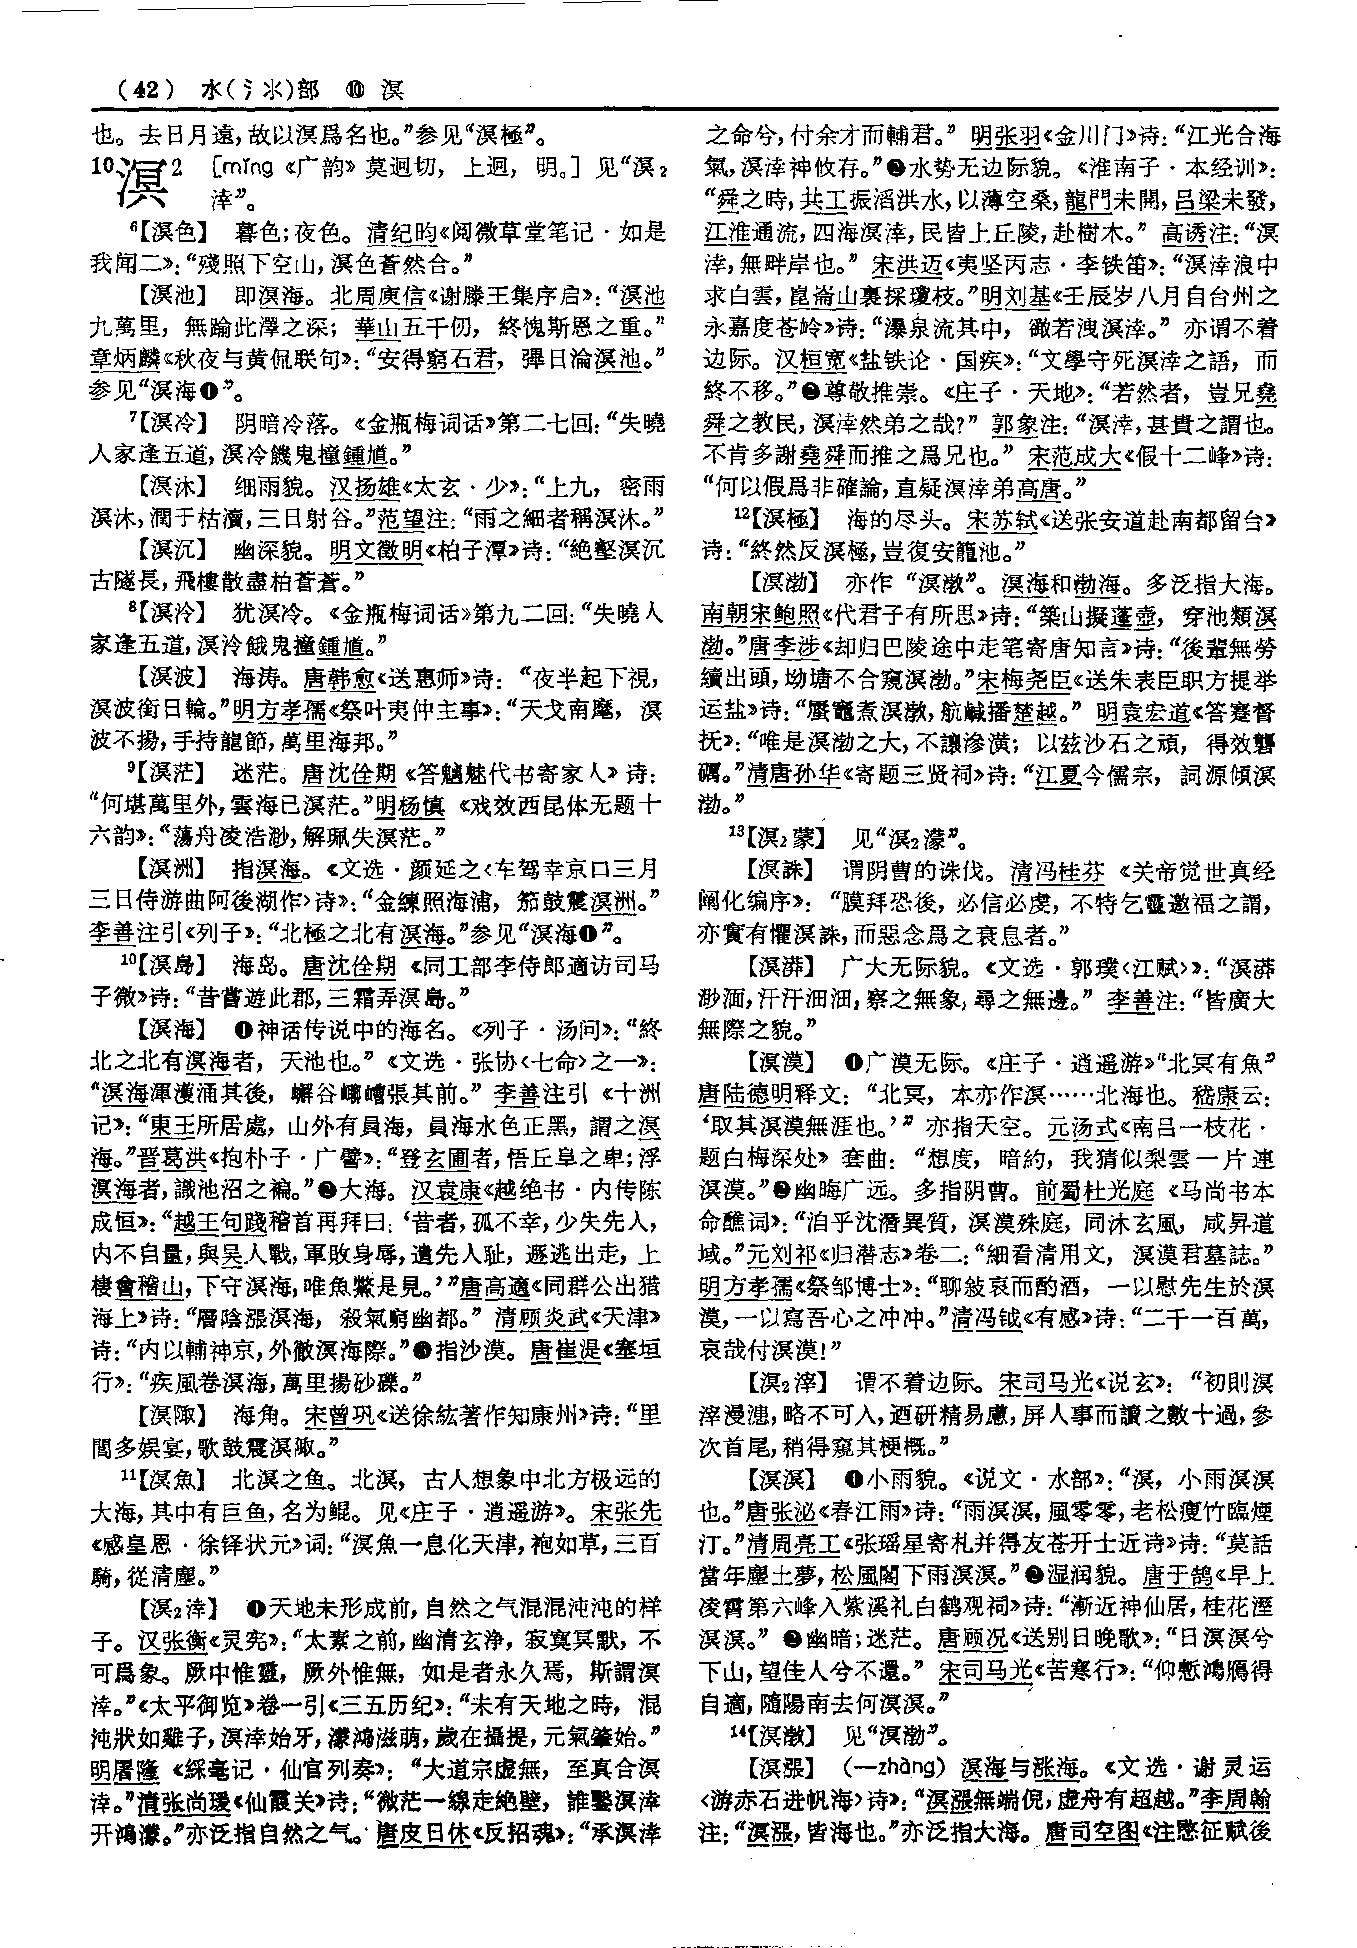 (42) 水(氵氺)部 ⑩ 溟
也。去日月遠,故以溟爲名也。”参见“溟極”。
10溟2 [mǐng《广韵》莫迥切,上迥,明。]见“溟2
涬”。
6【溟色】 暮色;夜色。清纪昀《阅微草堂笔记·如是
我闻二》:“殘照下空山,溟色蒼然合。”
【溟池】 即溟海。北周庾信《谢滕王集序启》:“溟池
九萬里,無踰此澤之深;華山五千仞,終愧斯恩之重。”
章炳麟《秋夜与黄侃联句》:“安得窮石君,彈日淪溟池。”
参见“溟海❶”。
7【溟冷】 阴暗冷落。《金瓶梅词话》第二七回:“失曉
人家逢五道,溟冷餓鬼撞鍾馗。”
【溟沐】 细雨貌。汉扬雄《太玄·少》:“上九,密雨
溟沐,潤于枯瀆,三日射谷。”范望注:“雨之細者稱溟沐。”
【溟沉】 幽深貌。明文徵明《柏子潭》诗:“絶壑溟沉
古隧長,飛樓散盡柏蒼蒼。”
8【溟泠】 犹溟冷。《金瓶梅词话》第九二回:“失曉人
家逢五道,溟泠餓鬼撞鍾馗。”
【溟波】 海涛。唐韩愈《送惠师》诗:“夜半起下視,
溟波銜日輪。”明方孝孺《祭叶夷仲主事》:“天戈南麾,溟
波不揚,手持龍節,萬里海邦。”
9【溟茫】 迷茫。唐沈佺期《答魑魅代书寄家人》诗:
“何堪萬里外,雲海已溟茫。”明杨慎《戏效西昆体无题十
六韵》:“蕩舟凌浩渺,解珮失溟茫。”
【溟洲】 指溟海。《文选·颜延之〈车驾幸京口三月
三日侍游曲阿後湖作〉诗》:“金練照海浦,笳鼓震溟洲。”
李善注引《列子》:“北極之北有溟海。”参见“溟海❶”。
10【溟島】 海岛。唐沈佺期《同工部李侍郎適访司马
子微》诗:“昔嘗遊此郡,三霜弄溟島。”
【溟海】 ❶神话传说中的海名。《列子·汤问》:“終
北之北有溟海者,天池也。”《文选·张协〈七命〉之一》:
“溟海渾濩涌其後,嶰谷嶆張其前。”李善注引《十洲
记》:“東王所居處,山外有員海,員海水色正黑,謂之溟
海。”晋葛洪《抱朴子·广譬》:“登玄圃者,悟丘阜之卑;浮
溟海者,識池沼之褊。”❷大海。汉袁康《越绝书·内传陈
成恒》:“越王句踐稽首再拜曰:‘昔者,孤不幸,少失先人,
内不自量,與吴人戰,軍敗身辱,遺先人耻,遯逃出走,上
棲會稽山,下守溟海,唯魚鱉是見。’”唐高適《同群公出猎
海上》诗:“層陰漲溟海,殺氣窮幽都。”清顾炎武《天津》
诗:“内以輔神京,外徹溟海際。”❸指沙漠。唐崔湜《塞垣
行》:“疾風卷溟海,萬里揚砂礫。”
【溟陬】 海角。宋曾巩《送徐紘著作知康州》诗:“里
閭多娱宴,歌鼓震溟陬。”
11【溟魚】 北溟之鱼。北溟,古人想象中北方极远的
大海,其中有巨鱼,名为鲲。见《庄子·逍遥游》。宋张先
《感皇恩·徐铎状元》词:“溟魚一息化天津,袍如草,三百
騎,從清塵。”
【溟2涬】 ❶天地未形成前,自然之气混混沌沌的样
子。汉张衡《灵宪》:“太素之前,幽清玄净,寂寞冥默,不
可爲象。厥中惟靈,厥外惟無,如是者永久焉,斯謂溟
涬。”《太平御览》卷一引《三五历纪》:“未有天地之時,混
沌狀如雞子,溟涬始牙,濛鴻滋萌,歲在攝提,元氣肇始。”
明屠隆《綵毫记·仙官列奏》:“大道宗虚無,至真合溟
涬。”清张尚瑗《仙霞关》诗:“微茫一線走絶壁,誰鑿溟涬
开鴻濛。”亦泛指自然之气。唐皮日休《反招魂》:“承溟涬
之命兮,付余才而輔君。”明张羽《金川门》诗:“江光合海
氣,溟涬神攸存。”❷水势无边际貌。《淮南子·本经训》:
“舜之時,共工振滔洪水,以薄空桑,龍門未開,吕梁未發,
江淮通流,四海溟涬,民皆上丘陵,赴樹木。”高诱注:“溟
涬,無畔岸也。”宋洪迈《夷坚丙志·李铁笛》:“溟涬浪中
求白雲,崑崙山裏採瓊枝。”明刘基《壬辰岁八月自台州之
永嘉度苍岭》诗:“瀑泉流其中,磤若洩溟涬。”亦谓不着
边际。汉桓宽《盐铁论·国疾》:“文學守死溟涬之語,而
終不移。”❸尊敬推崇。《庄子·天地》:“若然者,豈兄堯
舜之教民,溟涬然弟之哉?”郭象注:“溟涬,甚貴之謂也。
不肯多謝堯舜而推之爲兄也。”宋范成大《假十二峰》诗:
“何以假爲非確論,直疑溟涬弟高唐。”
12【溟極】 海的尽头。宋苏轼《送张安道赴南都留台》
诗:“終然反溟極,豈復安籠池。”
【溟渤】 亦作“溟澥”。溟海和渤海。多泛指大海。
南朝宋鲍照《代君子有所思》诗:“築山擬蓬壺,穿池類溟
渤。”唐李涉《却归巴陵途中走笔寄唐知言》诗:“後輩無勞
續出頭,坳塘不合窺溟渤。”宋梅尧臣《送朱表臣职方提举
运盐》诗:“蜃竈煮溟澥,航鹹播楚越。”明袁宏道《答蹇督
抚》:“唯是溟渤之大,不讓滲潢;以兹沙石之頑,得效礱
礪。”清唐孙华《寄题三贤祠》诗:“江夏今儒宗,詞源傾溟
渤。”
13【溟2蒙】 见“溟2濛”。
【溟誅】 谓阴曹的诛伐。清冯桂芬《关帝觉世真经
阐化编序》:“膜拜恐後,必信必虔,不特乞靈邀福之謂,
亦實有懼溟誅,而惡念爲之衰息者。”
【溟漭】 广大无际貌。《文选·郭璞〈江赋〉》:“溟漭
渺湎,汗汗沺沺,察之無象,尋之無邊。”李善注:“皆廣大
無際之貌。”
【溟漠】 ❶广漠无际。《庄子·逍遥游》“北冥有魚”
唐陆德明释文:“北冥,本亦作溟……北海也。嵇康云:
‘取其溟漠無涯也。’”亦指天空。元汤式《南吕一枝花·
题白梅深处》套曲:“想度,暗約,我猜似梨雲一片連
溟漠。”❷幽晦广远。多指阴曹。前蜀杜光庭《马尚书本
命醮词》:“洎乎沈潛異質,溟漠殊庭,同沐玄風,咸昇道
域。”元刘祁《归潜志》卷二:“細看清用文,溟漠君墓誌。”
明方孝孺《祭邹博士》:“聊敍哀而酌酒,一以慰先生於溟
漠,一以寫吾心之冲冲。”清冯钺《有感》诗:“二千一百萬,
哀哉付溟漠!”
【溟2滓】 谓不着边际。宋司马光《说玄》:“初則溟
滓漫漶,略不可入,迺研精易慮,屏人事而讀之數十過,參
次首尾,稍得窺其梗概。”
【溟溟】 ❶小雨貌。《说文·水部》:“溟,小雨溟溟
也。”唐张泌《春江雨》诗:“雨溟溟,風零零,老松瘦竹臨煙
汀。”清周亮工《张瑶星寄札并得友苍开士近诗》诗:“莫話
當年塵土夢,松風閣下雨溟溟。”❷湿润貌。唐于鹄《早上
凌霄第六峰入紫溪礼白鹤观祠》诗:“漸近神仙居,桂花溼
溟溟。”❸幽暗;迷茫。唐顾况《送别日晚歌》:“日溟溟兮
下山,望佳人兮不還。”宋司马光《苦寒行》:“仰慙鴻鴈得
自適,隨陽南去何溟溟。”
14【溟澥】 见“溟渤”。
【溟漲】 (—zhàng)溟海与涨海。《文选·谢灵运
〈游赤石进帆海〉诗》:“溟漲無端倪,虚舟有超越。”李周翰
注:“溟漲,皆海也。”亦泛指大海。唐司空图《注愍征赋後